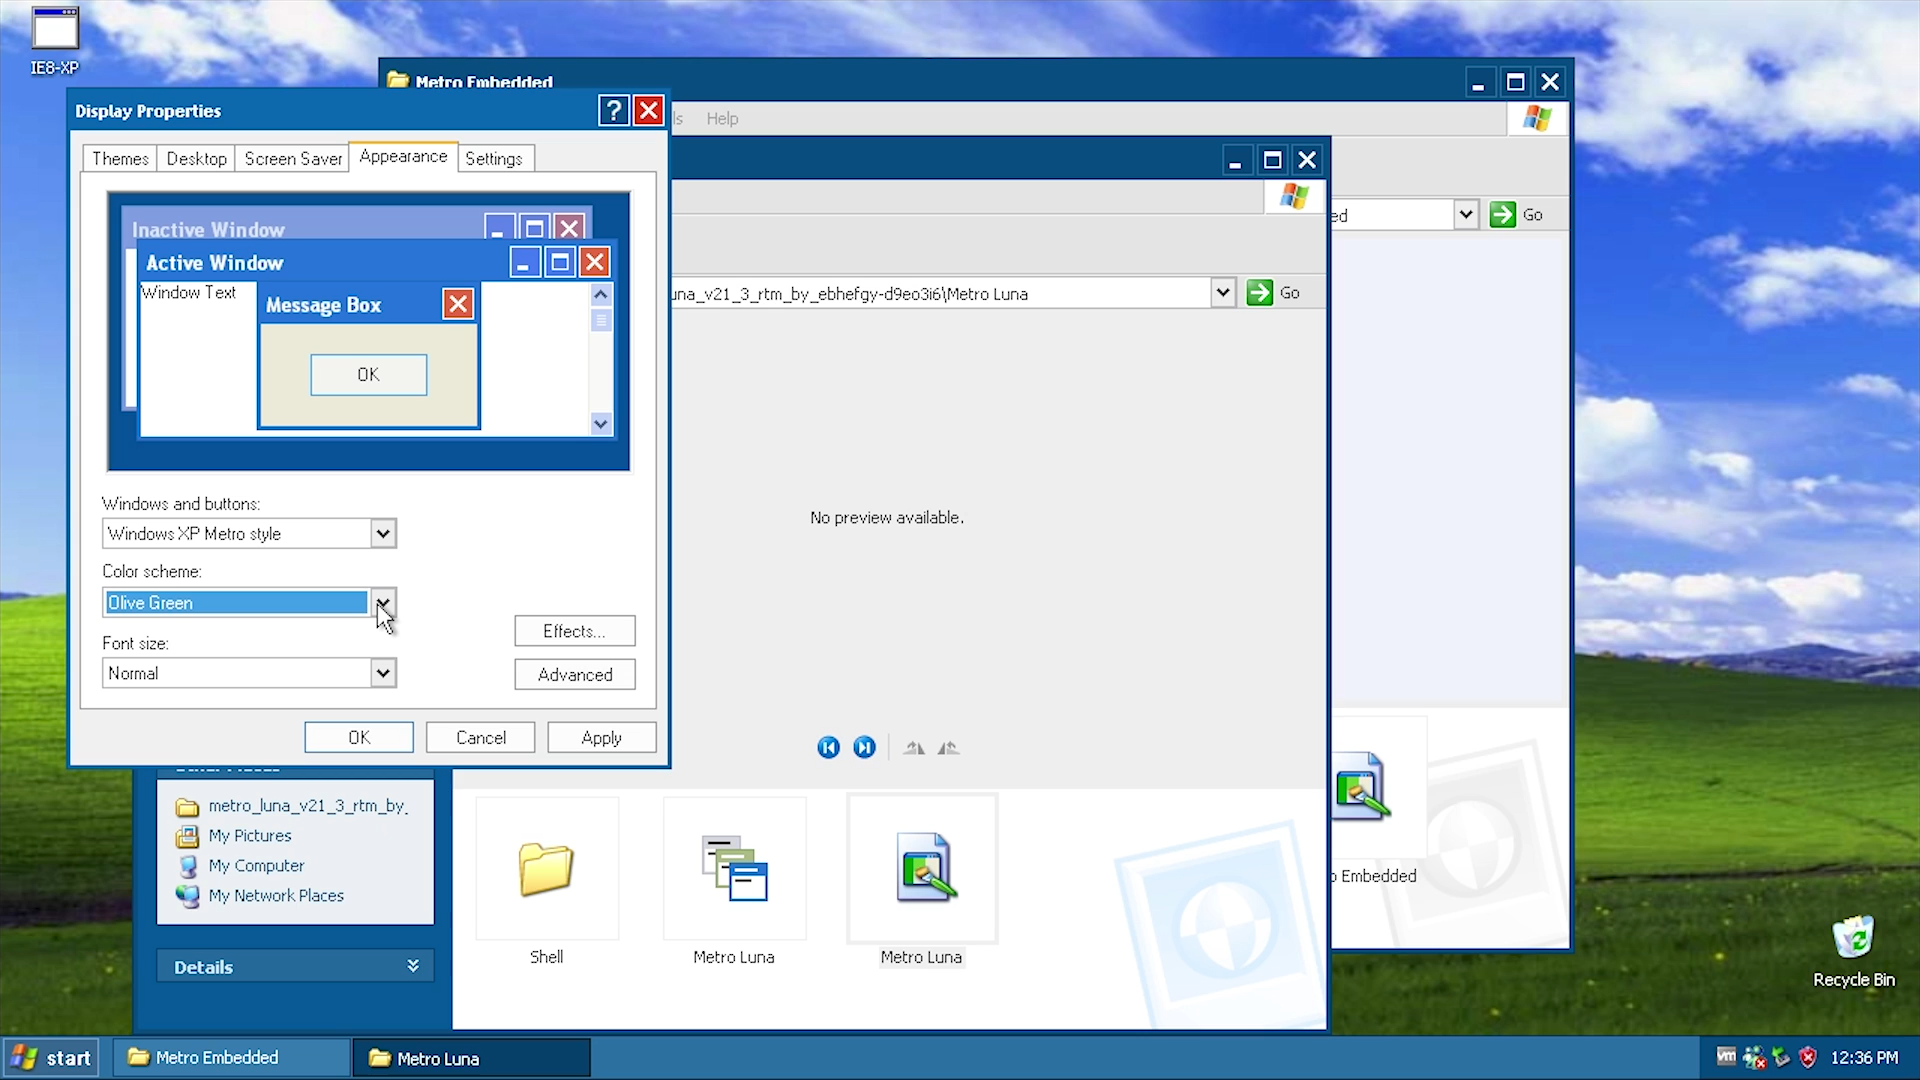 IE8-XP
Metro Embedded
Display Properties
Help
Themes
Desktop
Screen Saver
Appearance
Settings
Inactive Window
Active Window
Window Text
Message Box
OK
Go
una_v21_3_rtm_by_ebhefgy-d9eo3i6\Metro Luna
Go
No preview available.
Windows and buttons:
Windows XP Metro style
Color scheme:
Olive Green
Font size:
Normal
Effects...
Advanced
OK
Cancel
Apply
metro_luna_v21_3_rtm_by_
My Pictures
My Computer
My Network Places
Details
Shell
Metro Luna
Metro Luna
Embedded
Recycle Bin
start
Metro Embedded
Metro Luna
vm
12:36 PM